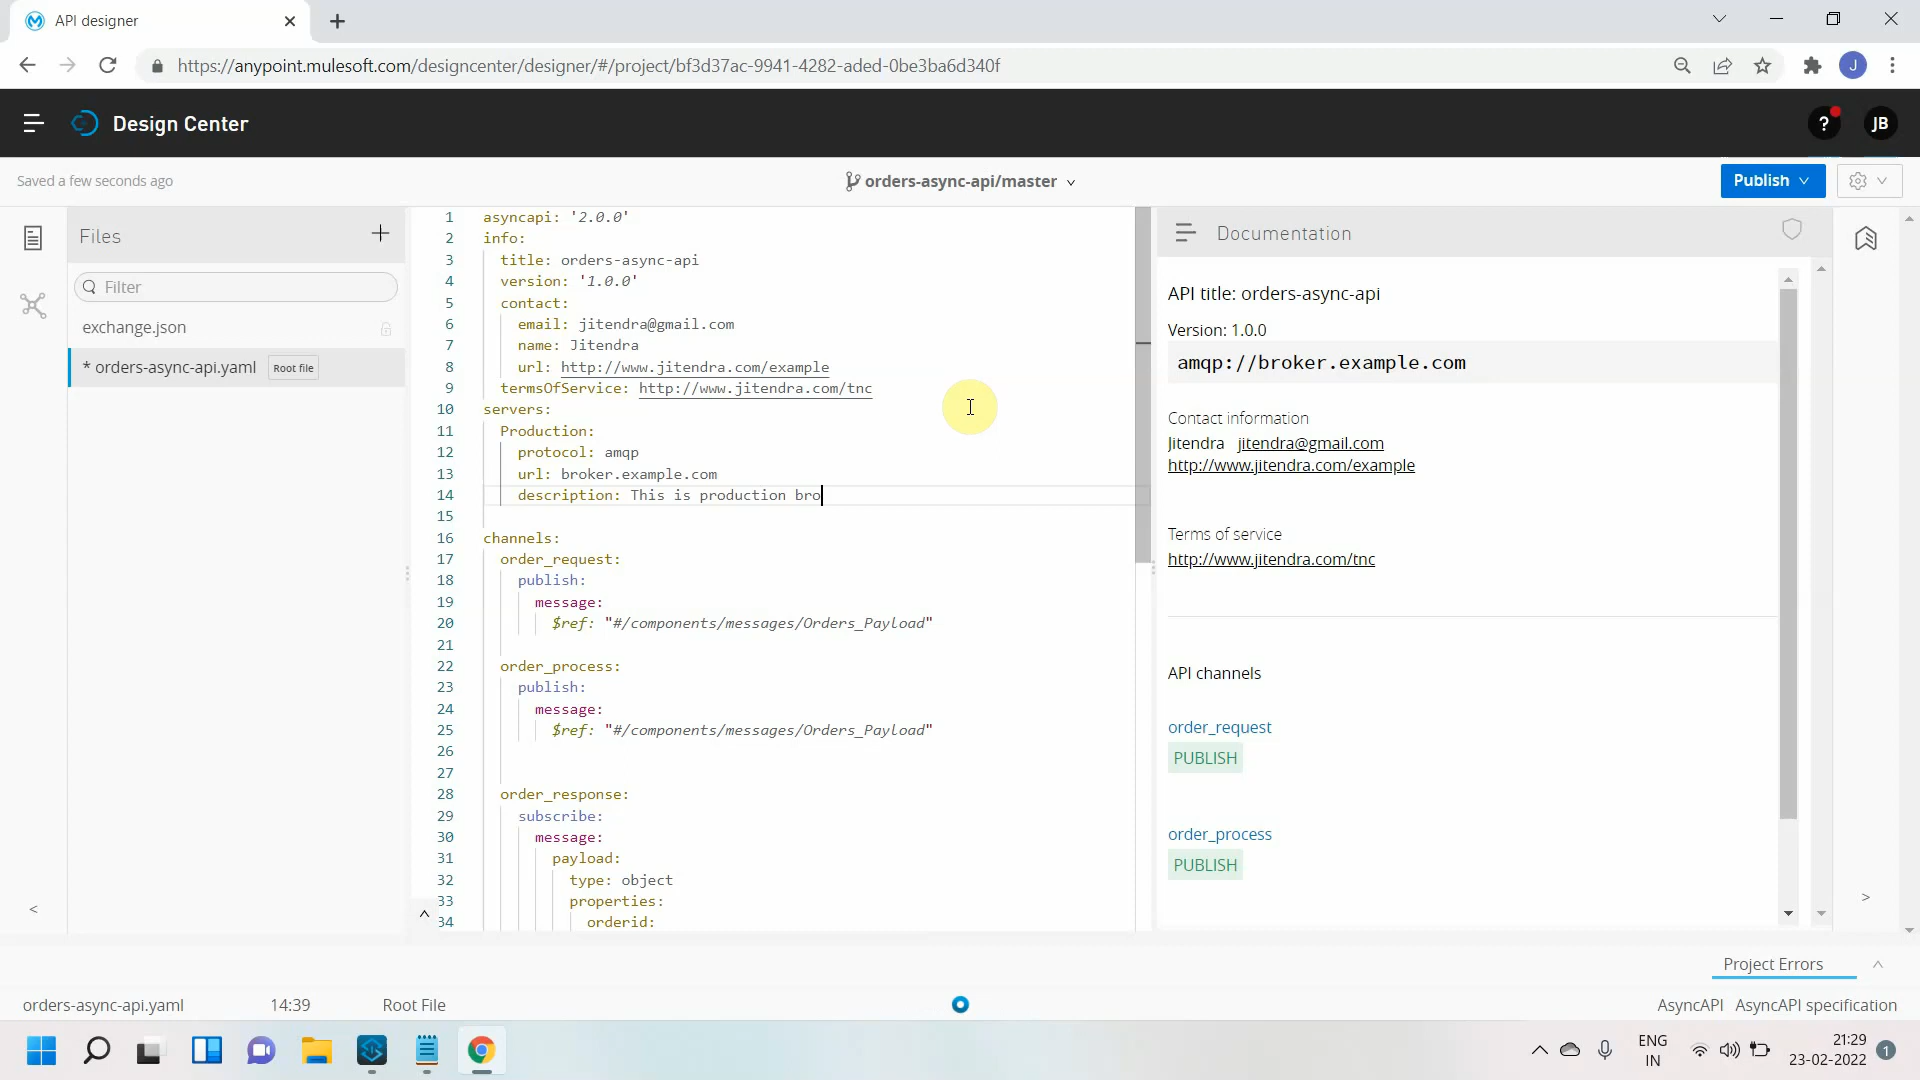 API designer
https://anypoint.mulesoft.com/designcenter/designer/#/project/bf3d37ac-9941-4282-aded-0be3ba6d340f
J
Design Center
?
JB
Saved a few seconds ago
orders-async-api/master
Publish
Files
Filter
exchange.json
* orders-async-api.yaml Root file
1 asyncapi: '2.0.0'
2 info:
3 title: orders-async-api
4 version: '1.0.0'
5 contact:
6 email: jitendra@gmail.com
7 name: Jitendra
8 url: http://www.jitendra.com/example
9 termsOfService: http://www.jitendra.com/tnc
10 servers:
11 Production:
12 protocol: amqp
13 url: broker.example.com
14 description: This is production bro
15
16 channels:
17 order_request:
18 publish:
19 message:
20 $ref: "#/components/messages/Orders_Payload"
21
22 order_process:
23 publish:
24 message:
25 $ref: "#/components/messages/Orders_Payload"
26
27
28 order_response:
29 subscribe:
30 message:
31 payload:
32 type: object
33 properties:
34 orderid:
Documentation
API title: orders-async-api
Version: 1.0.0
amqp://broker.example.com
Contact information
Jitendra jitendra@gmail.com
http://www.jitendra.com/example
Terms of service
http://www.jitendra.com/tnc
API channels
order_request
PUBLISH
order_process
PUBLISH
Project Errors
orders-async-api.yaml 14:39 Root File
AsyncAPI AsyncAPI specification
ENG
IN
21:29
23-02-2022
1